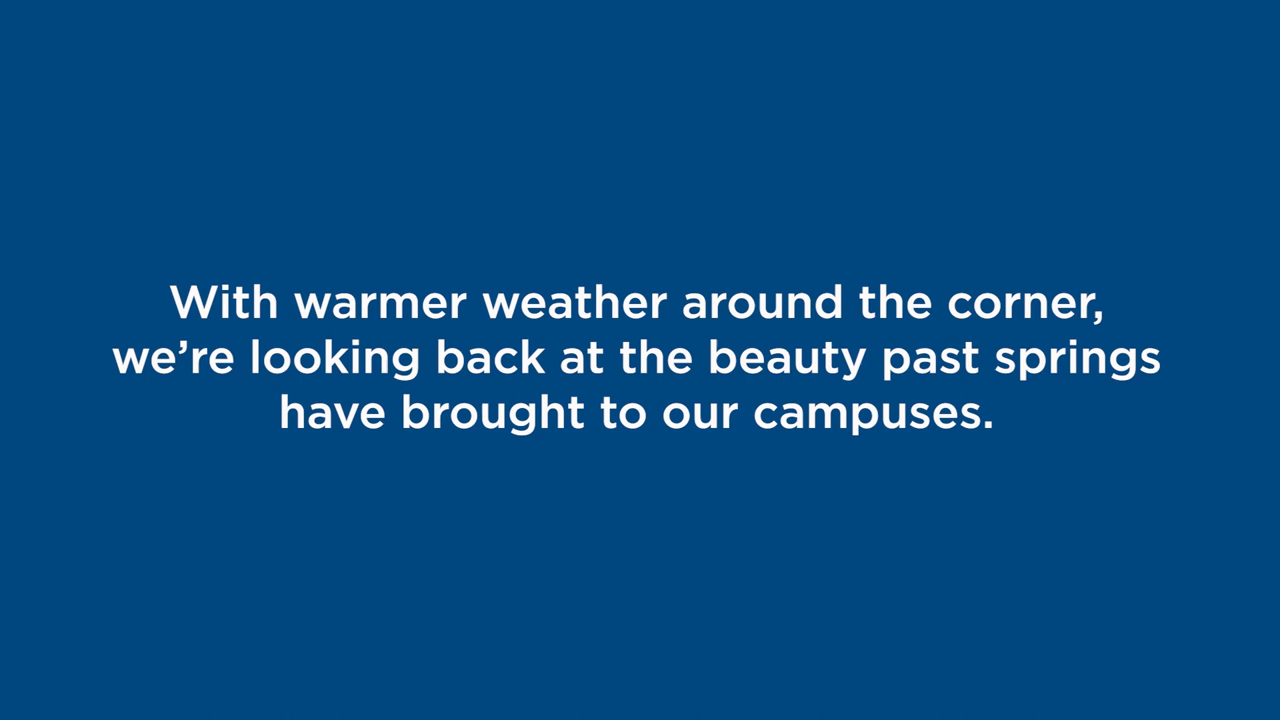 With warmer weather around the corner,
we’re looking back at the beauty past springs
have brought to our campuses.